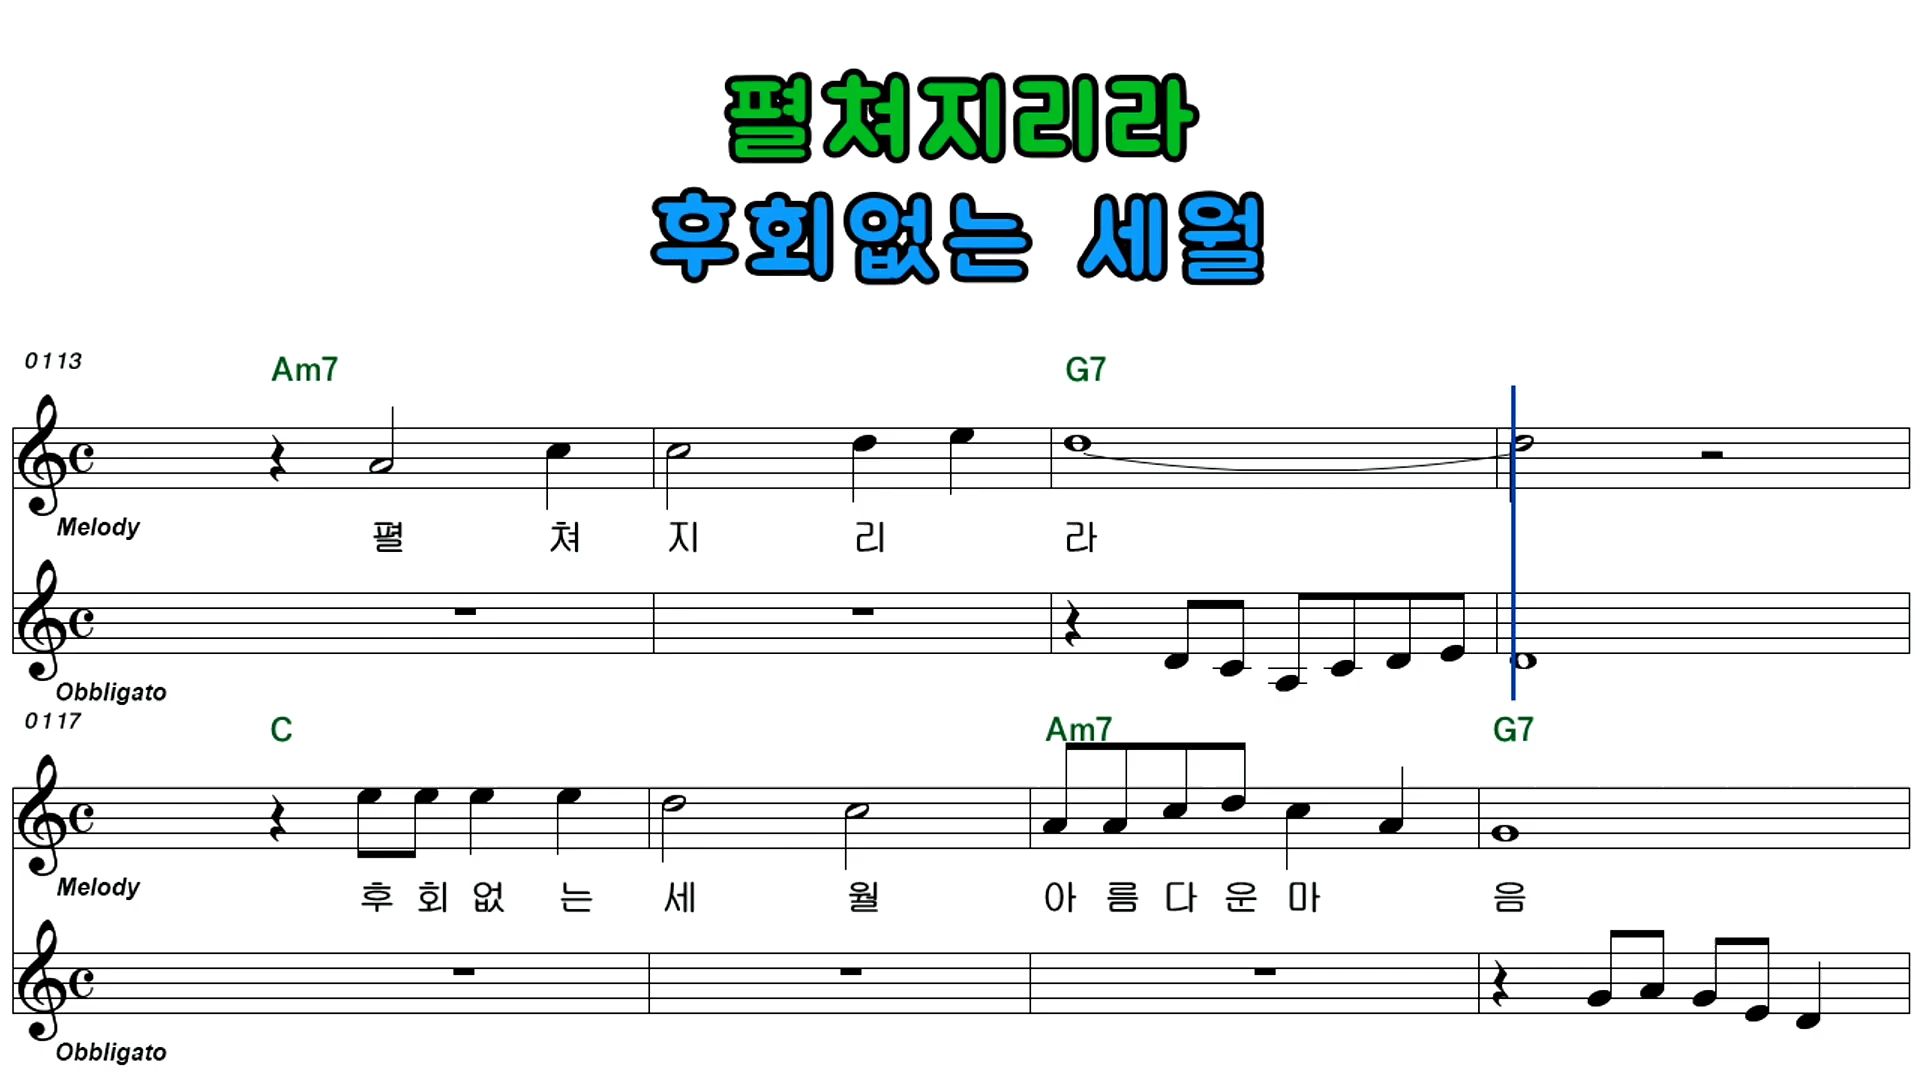 펼쳐지리라
후회없는 세월
0113 Am7 G7
Melody
펼 쳐 지 리 라
Obbligato
0117 C Am7 G7
Melody
후 회 없 는 세 월 아 름 다 운 마 음
Obbligato